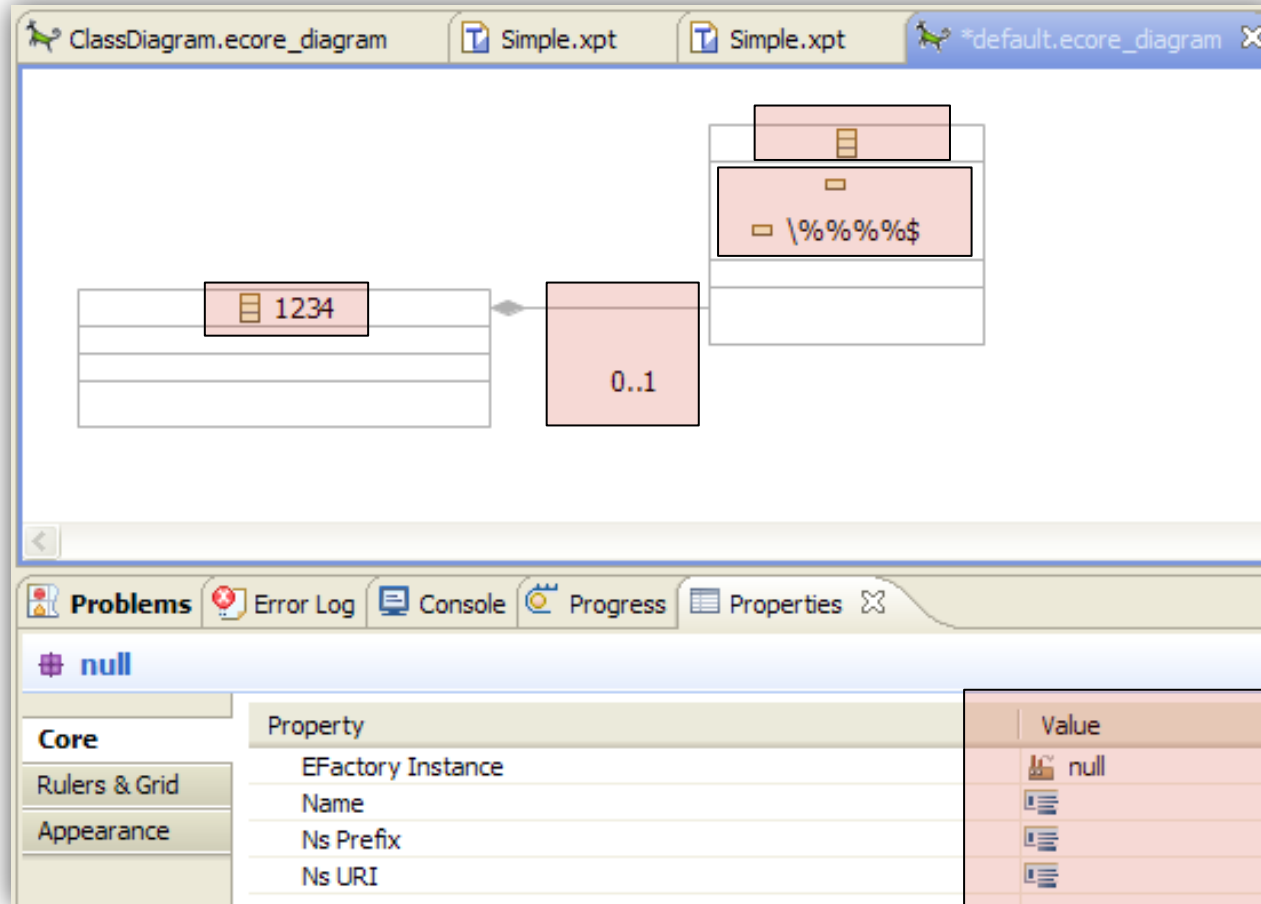 ClassDiagram.ecore_diagram Simple.xpt Simple.xpt *default.ecore_diagram
\%%%%$
1234
0..1
Problems Error Log Console Progress Properties
null
Core
Rulers & Grid
Appearance
Property Value
EFactory Instance null
Name
Ns Prefix
Ns URI